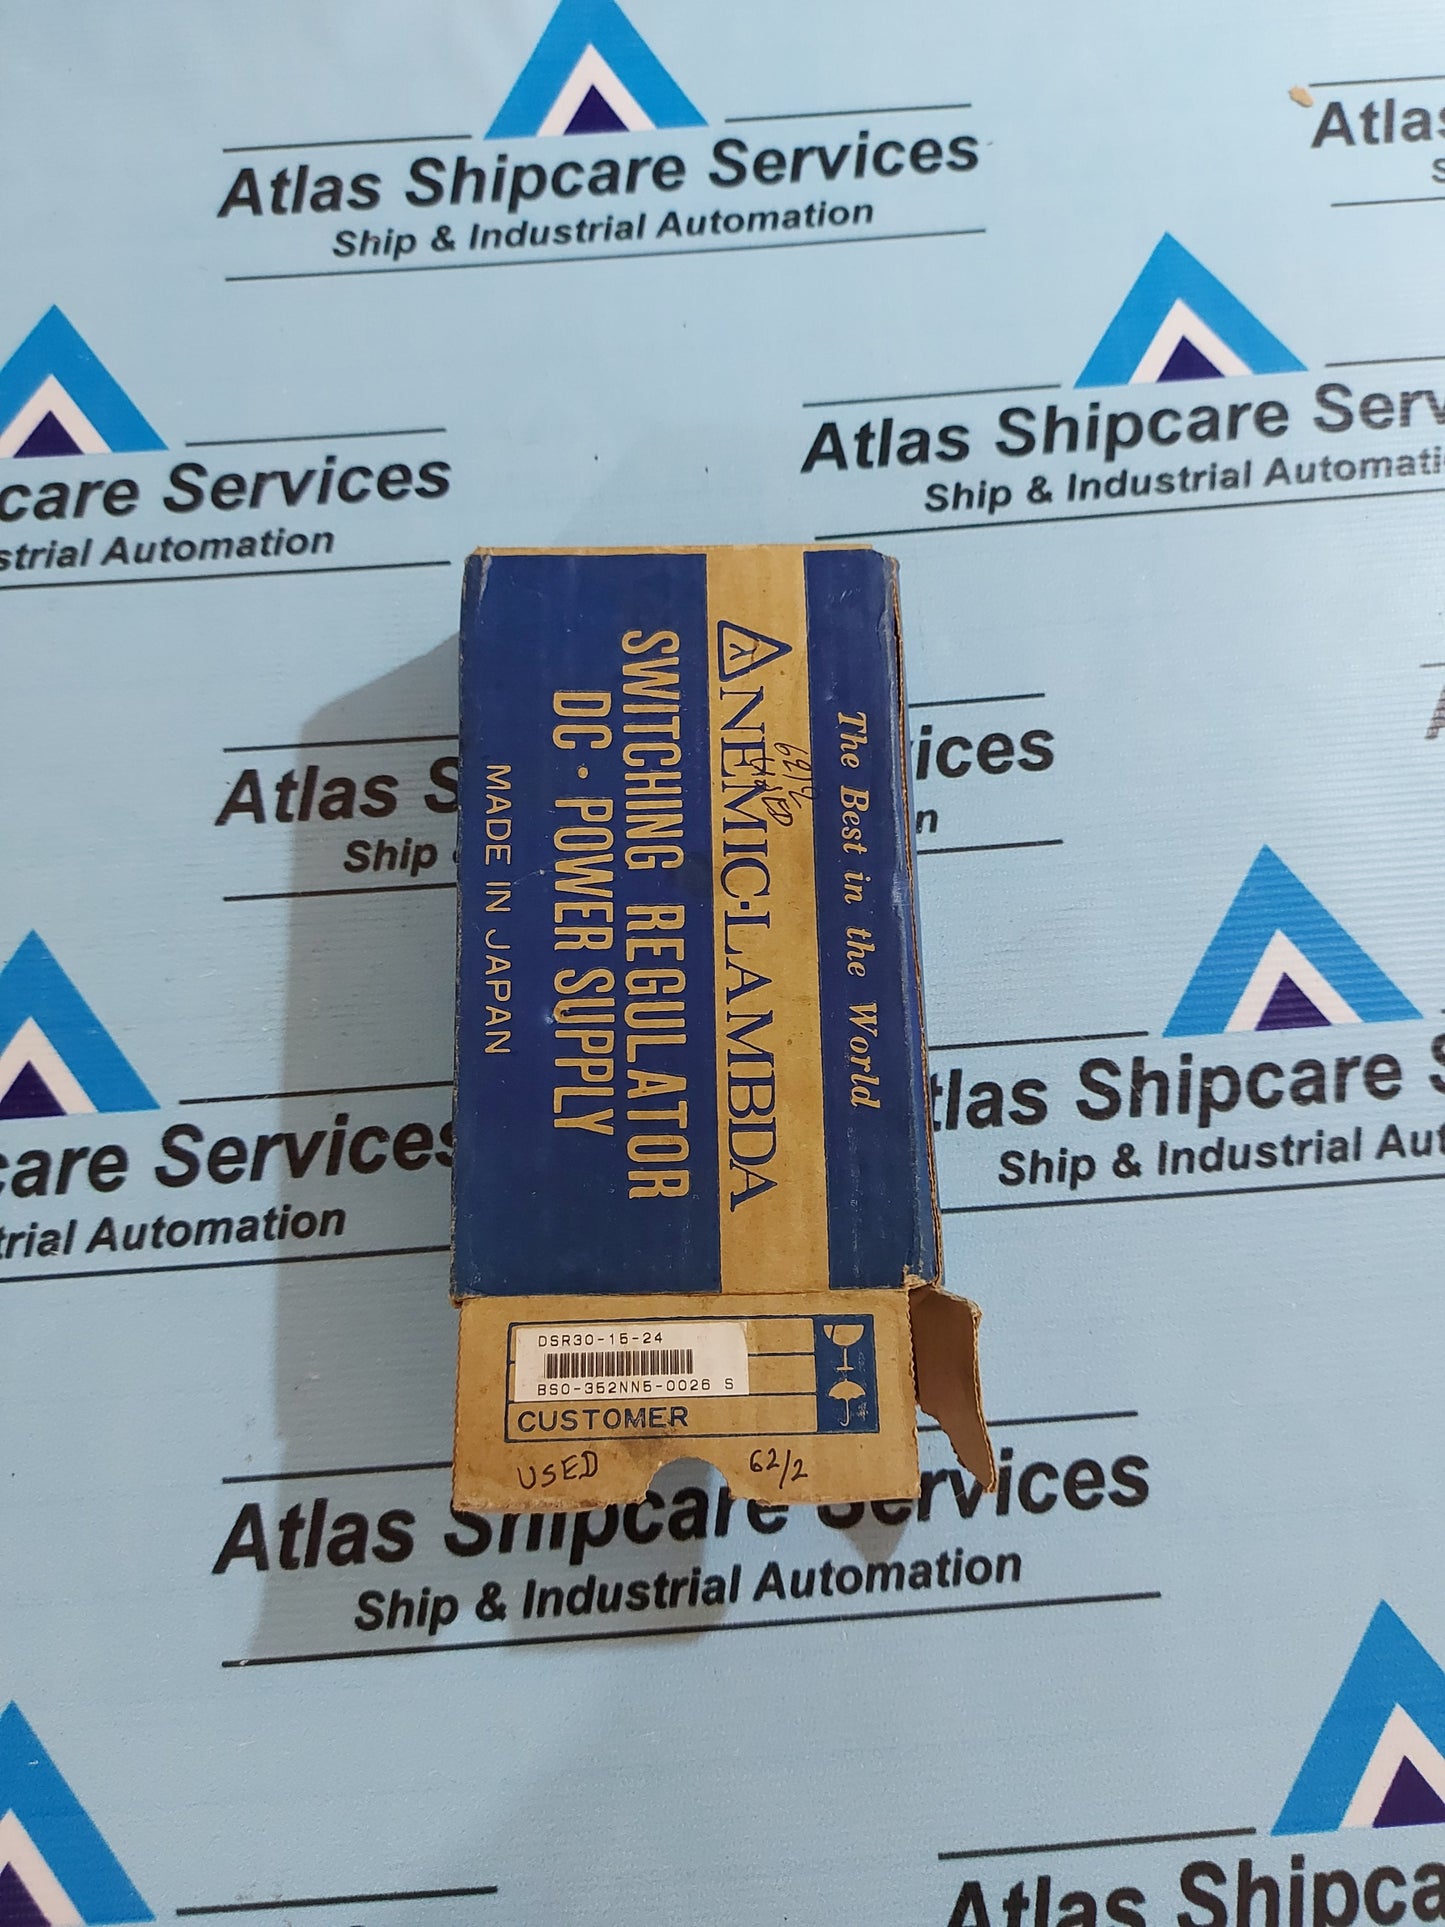 Atlas Shipcare Services
Ship & Industrial Automation
Atlas
S
care Services
strial Automation
Atlas Shipcare Serv
Ship & Industrial Automati
Atlas S
Ship
ices
n
The Best in the World
NEMIC-LAMBDA
USED
SWITCHING REGULATOR
DC · POWER SUPPLY
MADE IN JAPAN
tlas Shipcare S
Ship & Industrial Aut
care Services
trial Automation
DSR30-15-24
BS0-352NN5-0026 S
CUSTOMER
USED
62/2
Atlas Shipcare Services
Ship & Industrial Automation
Atlas Shipca